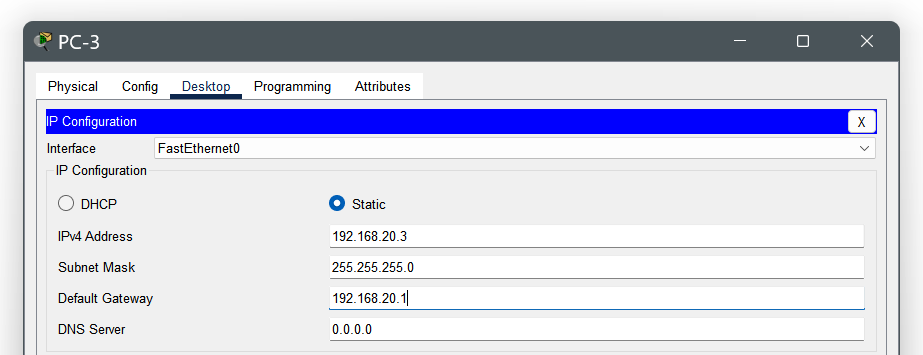 PC-3
Physical Config Desktop Programming Attributes
IP Configuration X
Interface FastEthernet0
IP Configuration
DHCP Static
IPv4 Address 192.168.20.3
Subnet Mask 255.255.255.0
Default Gateway 192.168.20.1
DNS Server 0.0.0.0